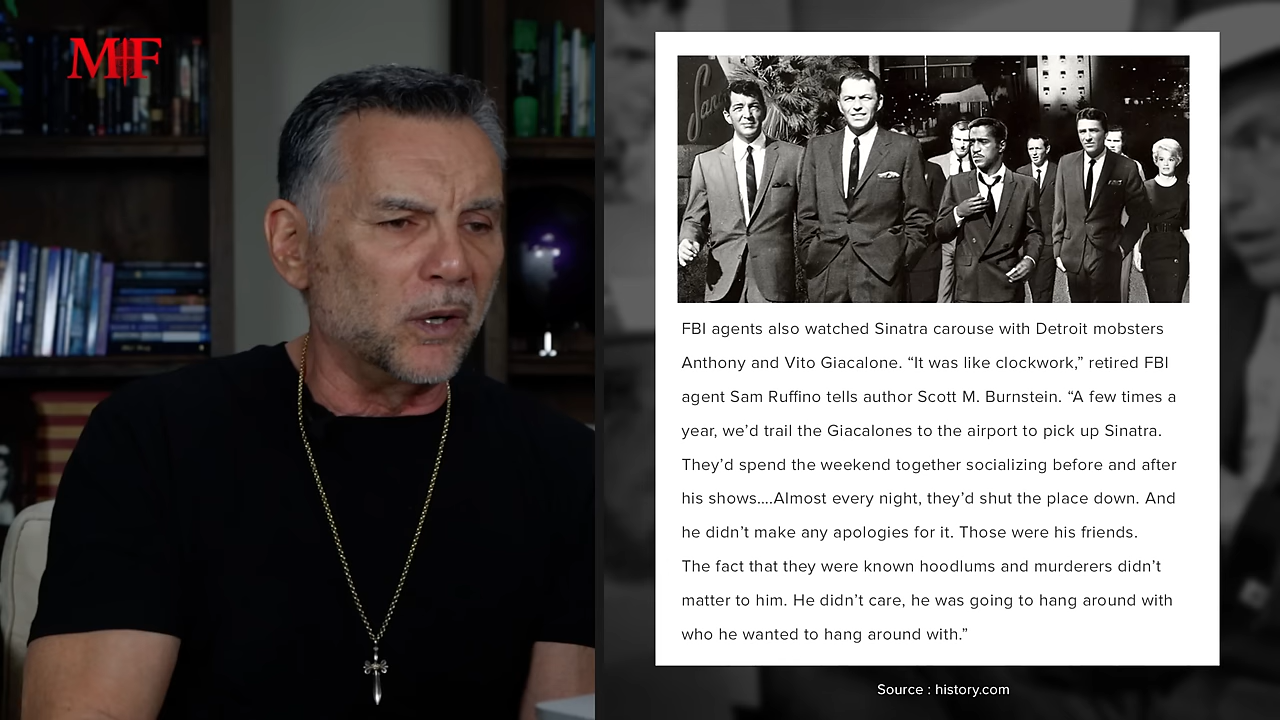 M+F
San
FBI agents also watched Sinatra carouse with Detroit mobsters
Anthony and Vito Giacalone. “It was like clockwork,” retired FBI
agent Sam Ruffino tells author Scott M. Burnstein. “A few times a
year, we’d trail the Giacalones to the airport to pick up Sinatra.
They’d spend the weekend together socializing before and after
his shows....Almost every night, they’d shut the place down. And
he didn’t make any apologies for it. Those were his friends.
The fact that they were known hoodlums and murderers didn’t
matter to him. He didn’t care, he was going to hang around with
who he wanted to hang around with.”
Source : history.com